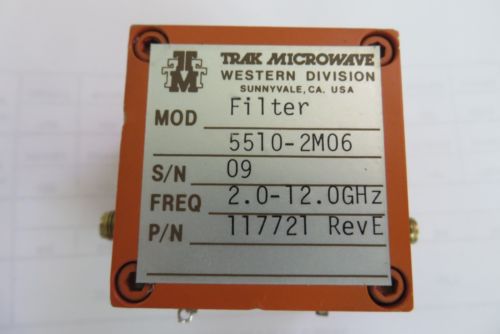 TM
TRAK MICROWAVE
WESTERN DIVISION
SUNNYVALE, CA. USA
MOD Filter
5510-2M06
S/N 09
FREQ 2.0-12.0GHz
P/N 117721 RevE